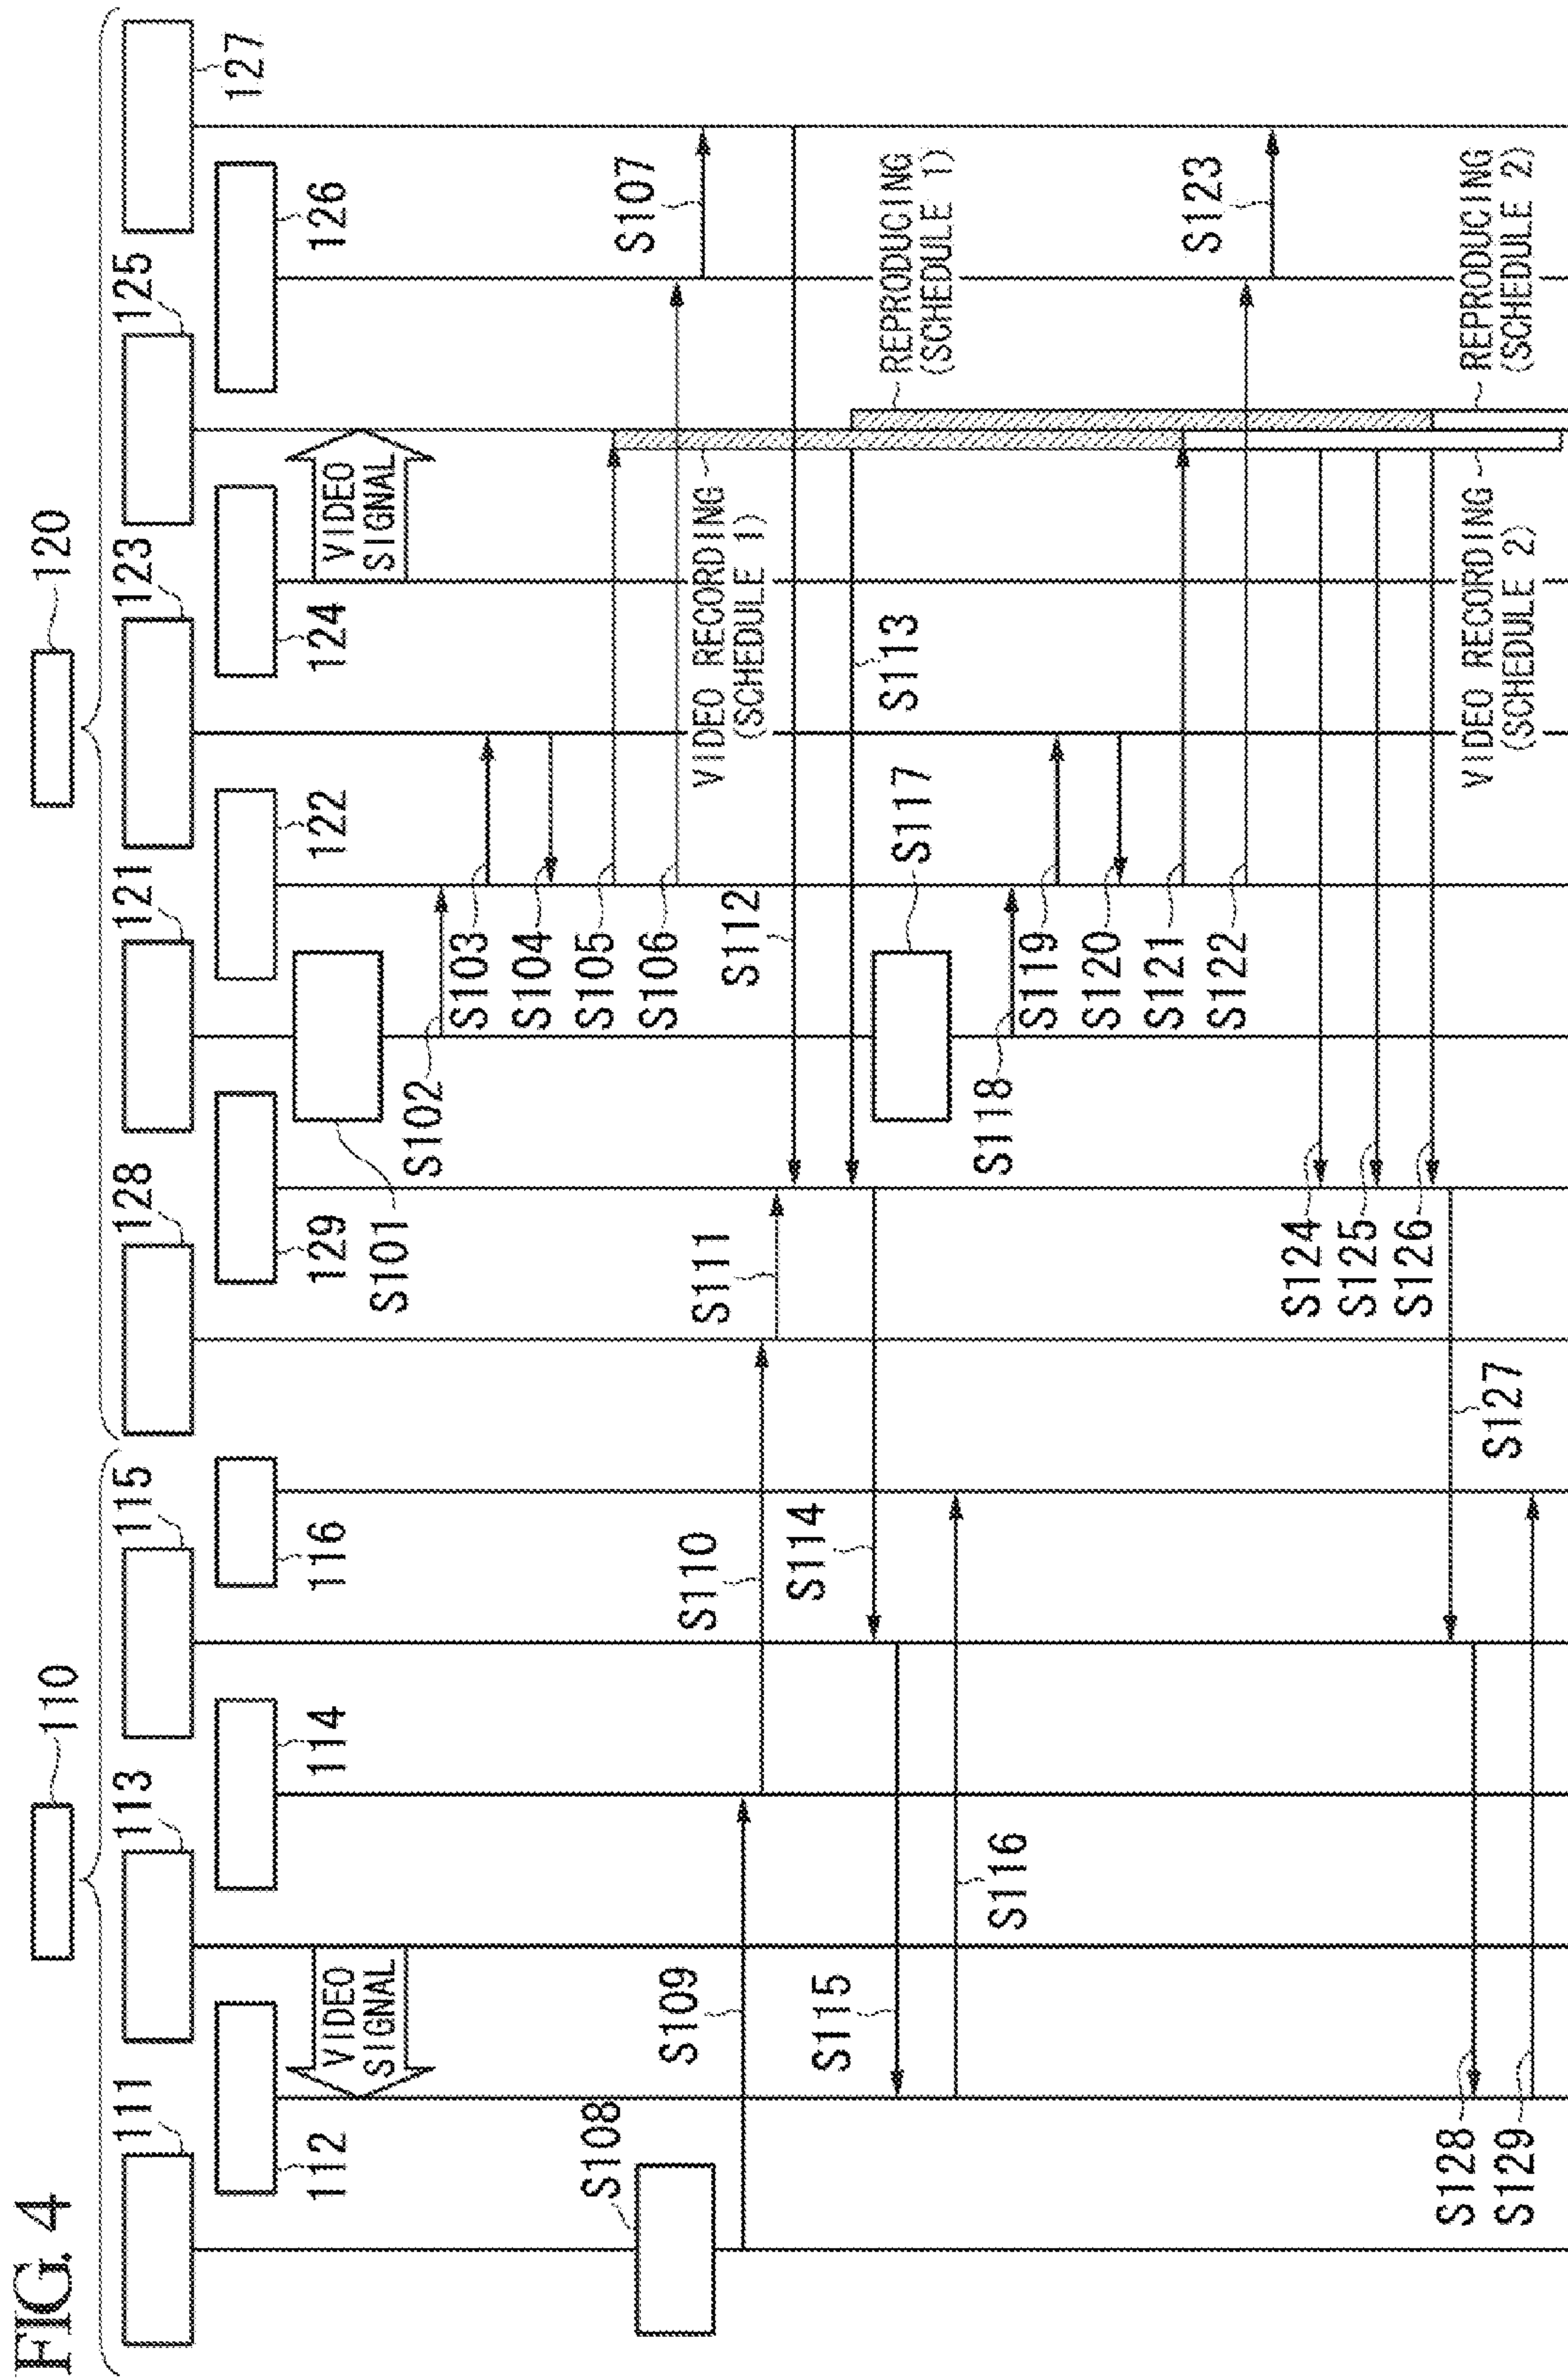 FIG. 4
110
120
111
113
115
128
121
123
125
127
112
114
116
129
122
124
126
VIDEO
SIGNAL
VIDEO
SIGNAL
S101
S102
S103
S104
S105
S108
S106
S107
S109
S110
S111
S112
VIDEO RECORDING
(SCHEDULE 1)
S114
S115
S113
REPRODUCING
(SCHEDULE 1)
S117
S116
S118
S119
S120
S121
S122
S123
S124
S125
S126
S127
S128
S129
VIDEO RECORDING
(SCHEDULE 2)
REPRODUCING
(SCHEDULE 2)